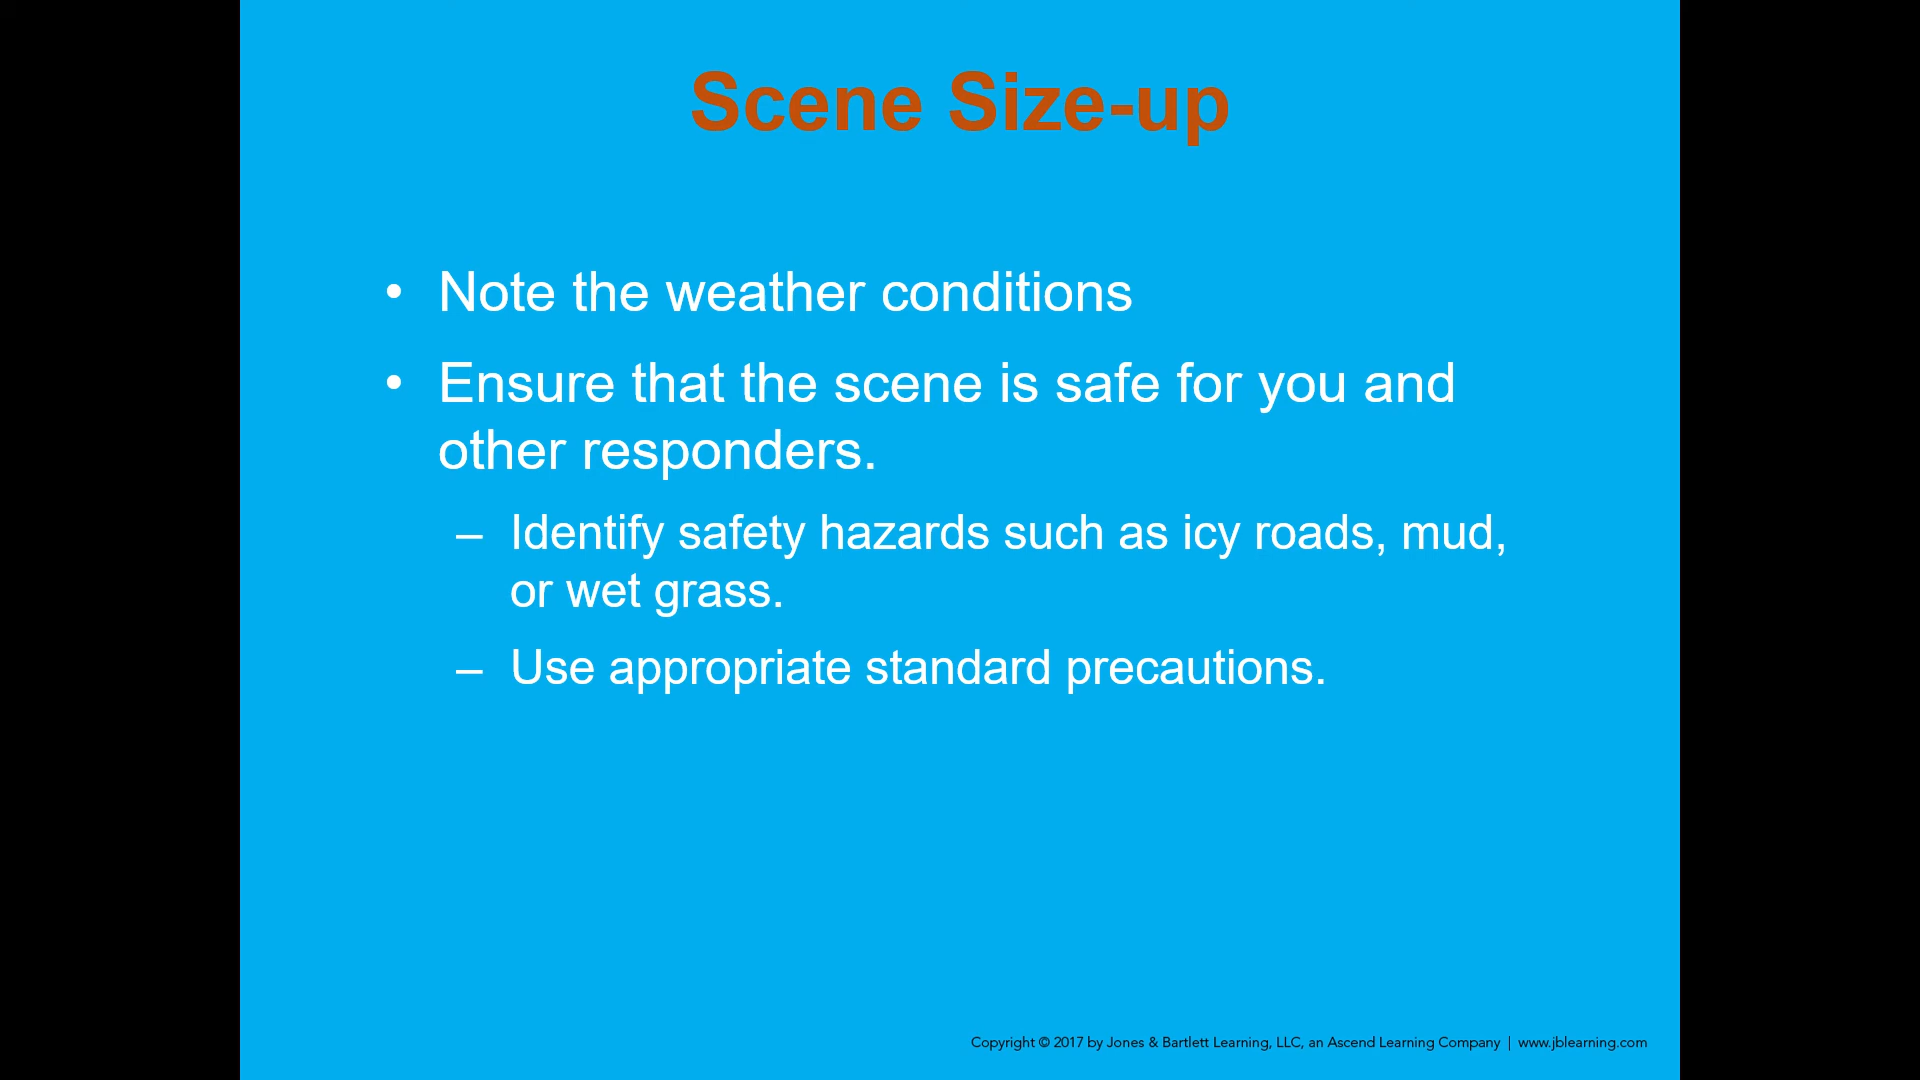 Scene Size-up
• Note the weather conditions
• Ensure that the scene is safe for you and
other responders.
– Identify safety hazards such as icy roads, mud,
or wet grass.
– Use appropriate standard precautions.
Copyright © 2017 by Jones & Bartlett Learning, LLC, an Ascend Learning Company | www.jblearning.com